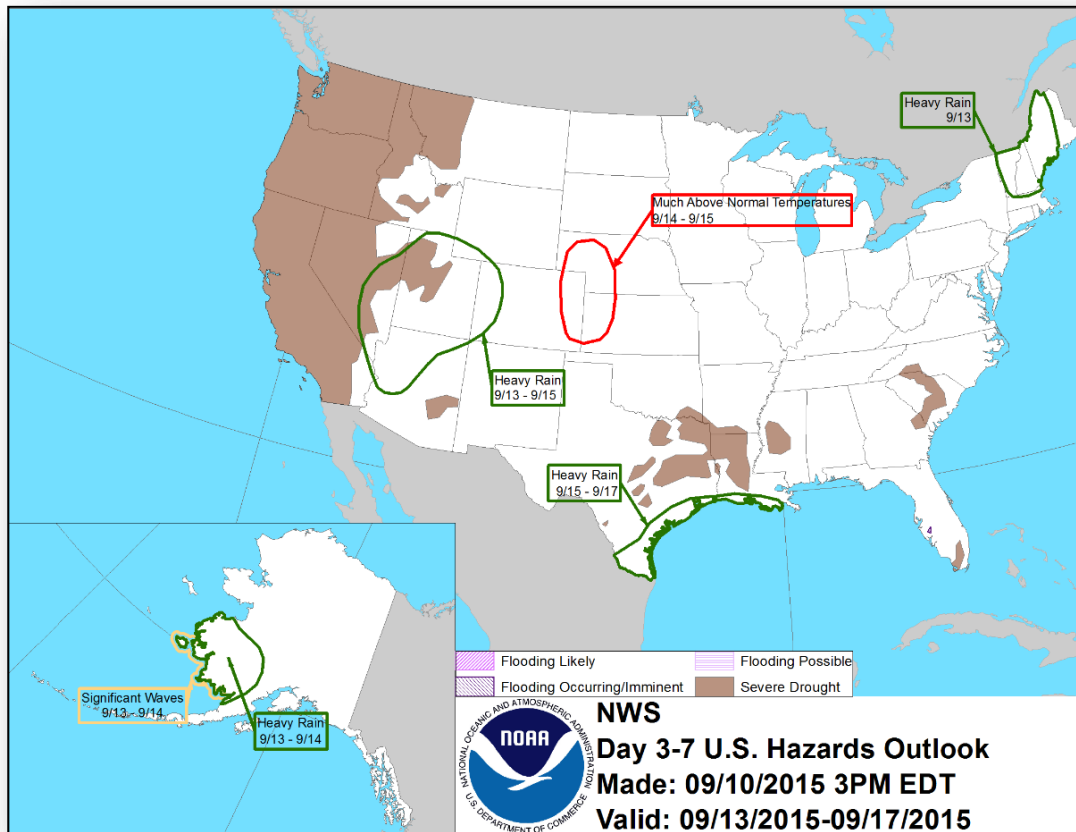 Heavy Rain
9/13
Much Above Normal Temperatures
9/14 - 9/15
Heavy Rain
9/13 - 9/15
Heavy Rain
9/15 - 9/17
Significant Waves
9/13 - 9/14
Heavy Rain
9/13 - 9/14
Flooding Likely
Flooding Possible
Flooding Occurring/Imminent
Severe Drought
NATIONAL OCEANIC AND ATMOSPHERIC ADMINISTRATION
NOAA
U.S. DEPARTMENT OF COMMERCE
NWS
Day 3-7 U.S. Hazards Outlook
Made: 09/10/2015 3PM EDT
Valid: 09/13/2015-09/17/2015